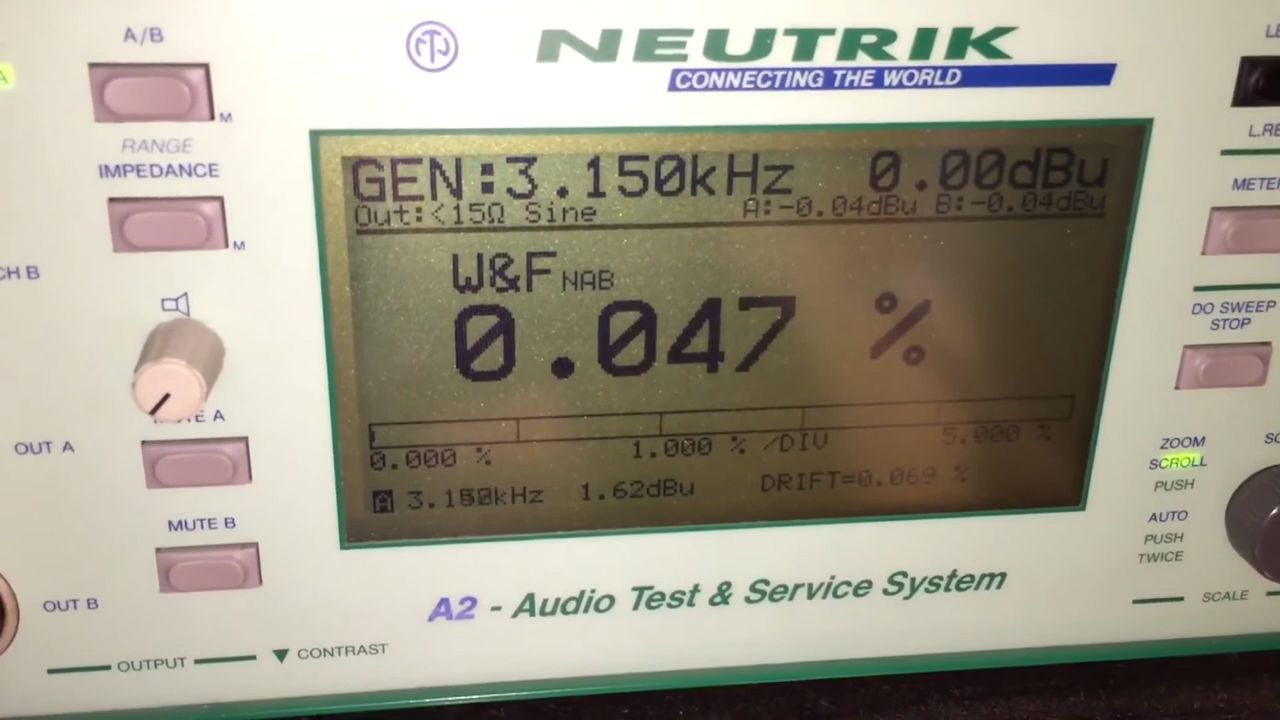 A/B
NEUTRIK
CONNECTING THE WORLD
M
RANGE
IMPEDANCE
M
CH B
GEN:3.150kHz 0.00dBu
Out:<15Ω Sine A:-0.04dBu B:-0.04dBu
W&F NAB
0.047 %
0.000 % 1.000 % /DIV 5.000 %
A 3.150kHz 1.62dBu DRIFT=0.069 %
OUT A
MUTE B
OUT B
OUTPUT
CONTRAST
A2 - Audio Test & Service System
L.RE
METER
DO SWEEP
STOP
ZOOM
SCROLL
PUSH
AUTO
PUSH
TWICE
SCALE